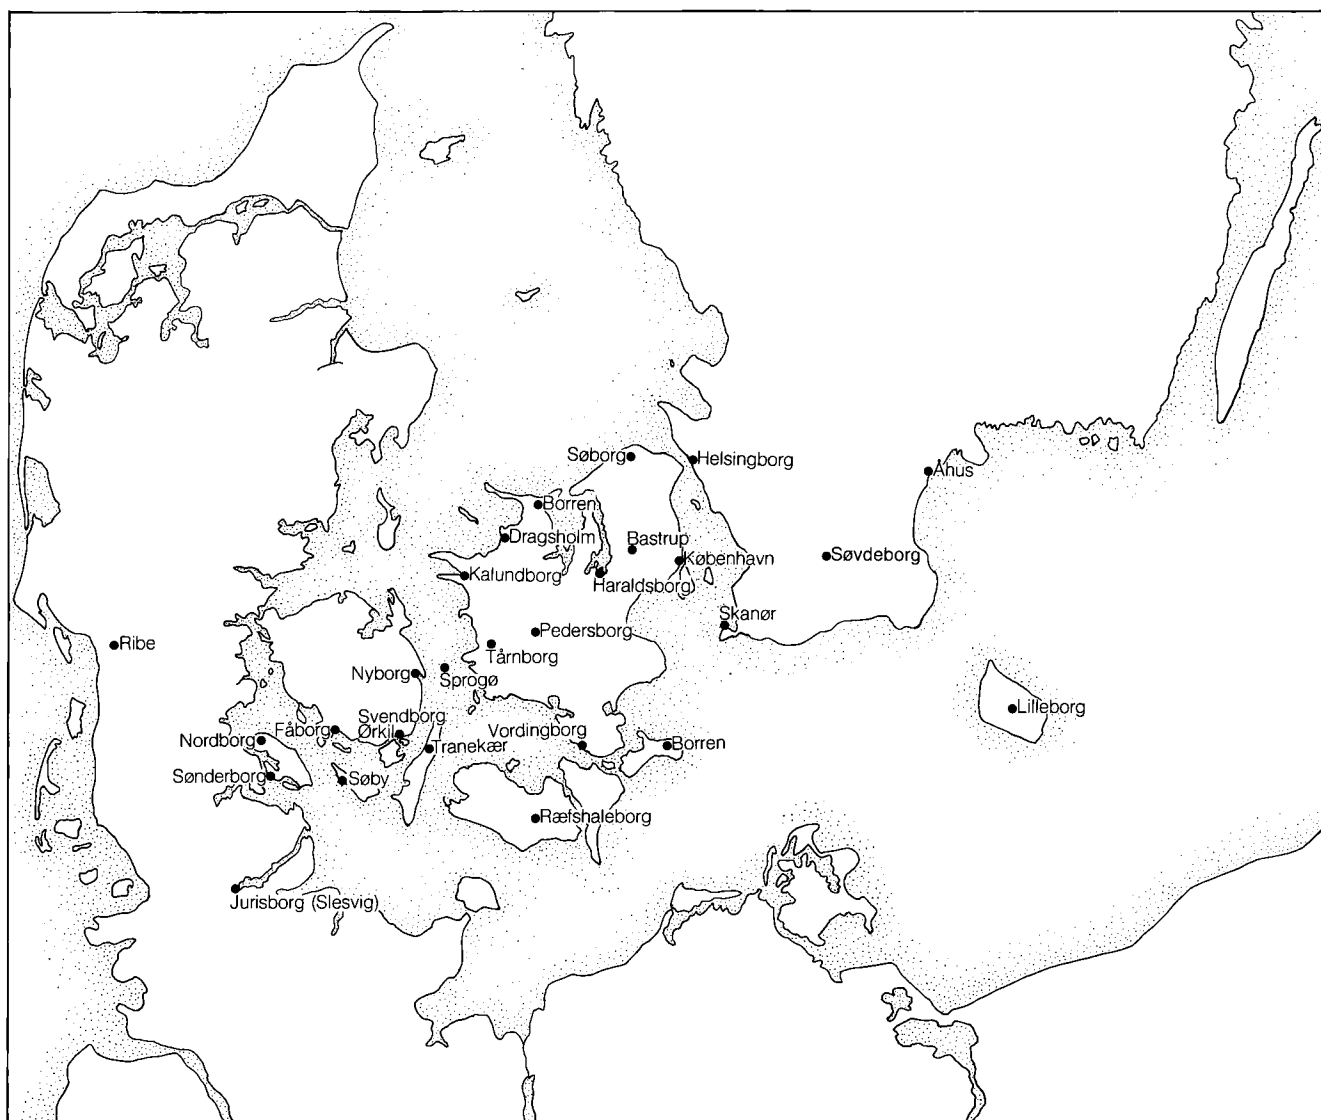 Søborg
Helsingborg
Åhus
Borren
Dragsholm
Bastrup
København
Søvdeborg
Kalundborg
Haraldsborg
Skanør
Pedersborg
Ribe
Tårnborg
Nyborg
Sprogø
Lilleborg
Svendborg
Ørkil
Fåborg
Nordborg
Tranekær
Vordingborg
Borren
Sønderborg
Søby
Ræfshaleborg
Jurisborg (Slesvig)